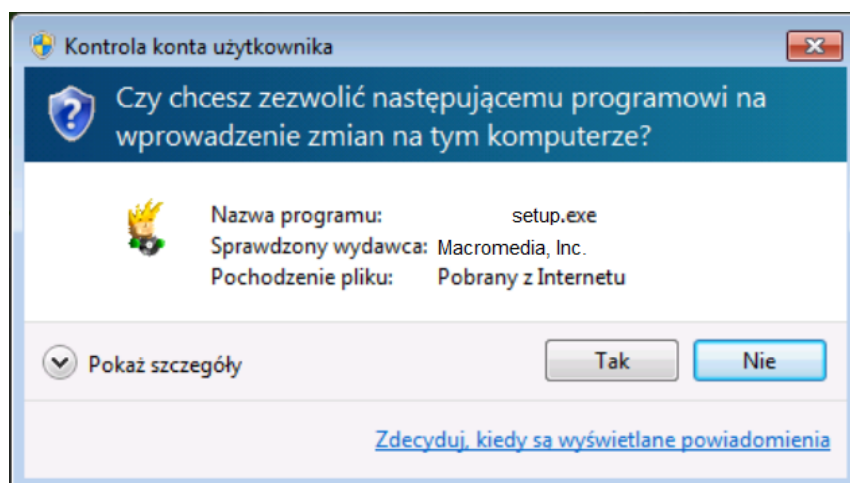 Kontrola konta użytkownika
Czy chcesz zezwolić następującemu programowi na
wprowadzenie zmian na tym komputerze?
Nazwa programu: setup.exe
Sprawdzony wydawca: Macromedia, Inc.
Pochodzenie pliku: Pobrany z Internetu
Pokaż szczegóły
Tak
Nie
Zdecyduj, kiedy są wyświetlane powiadomienia